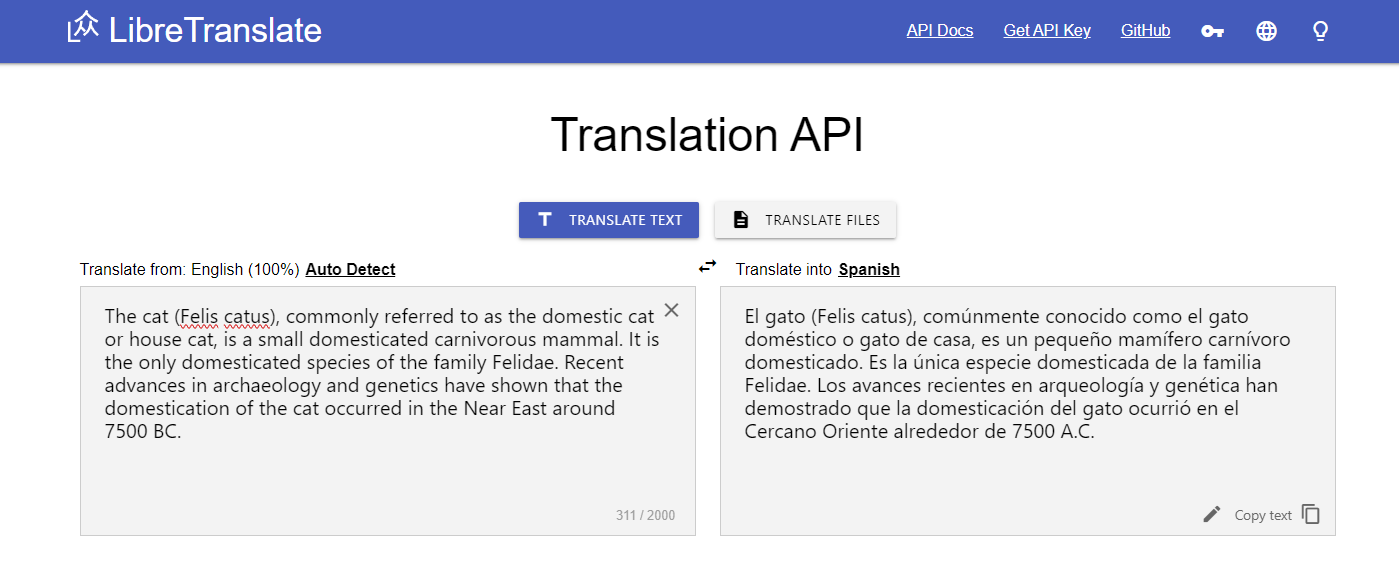 LibreTranslate
API Docs
Get API Key
GitHub
Translation API
TRANSLATE TEXT
TRANSLATE FILES
Translate from: English (100%) Auto Detect
The cat (Felis catus), commonly referred to as the domestic cat
or house cat, is a small domesticated carnivorous mammal. It is
the only domesticated species of the family Felidae. Recent
advances in archaeology and genetics have shown that the
domestication of the cat occurred in the Near East around
7500 BC.
311 / 2000
Translate into Spanish
El gato (Felis catus), comúnmente conocido como el gato
doméstico o gato de casa, es un pequeño mamífero carnívoro
domesticado. Es la única especie domesticada de la familia
Felidae. Los avances recientes en arqueología y genética han
demostrado que la domesticación del gato ocurrió en el
Cercano Oriente alrededor de 7500 A.C.
Copy text